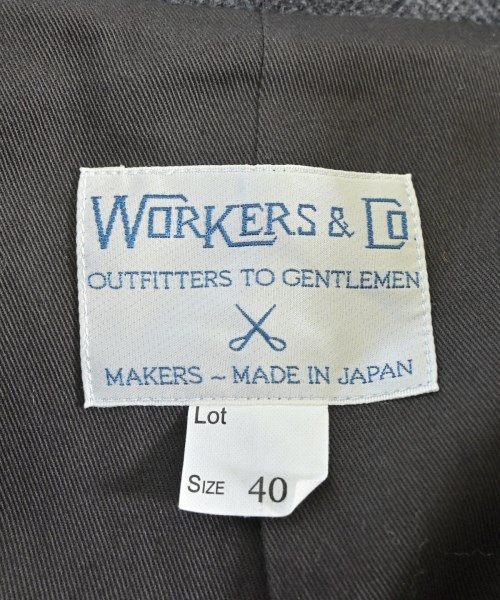 WORKERS & CO
OUTFITTERS TO GENTLEMEN
MAKERS ~ MADE IN JAPAN
Lot
SIZE 40